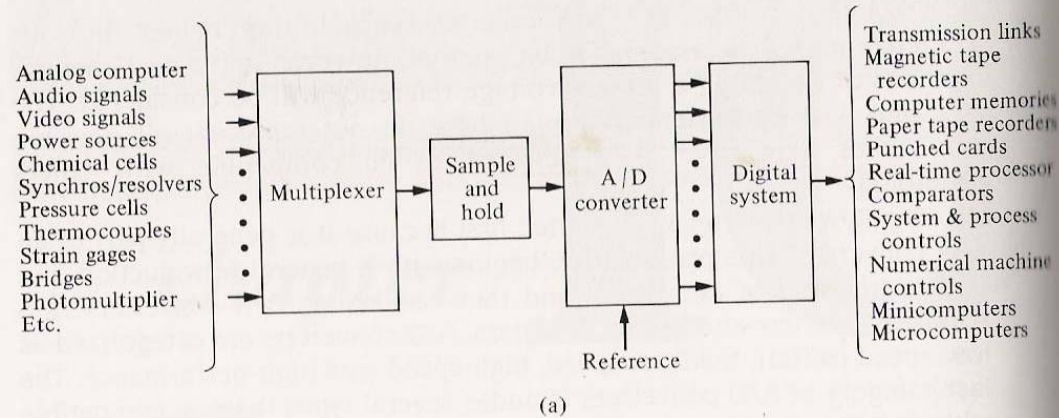 Analog computer
Audio signals
Video signals
Power sources
Chemical cells
Synchros/resolvers
Pressure cells
Thermocouples
Strain gages
Bridges
Photomultiplier
Etc.
Multiplexer
Sample
and
hold
A/D
converter
Reference
Digital
system
Transmission links
Magnetic tape
recorders
Computer memories
Paper tape recorders
Punched cards
Real-time processor
Comparators
System & process
controls
Numerical machine
controls
Minicomputers
Microcomputers
(a)